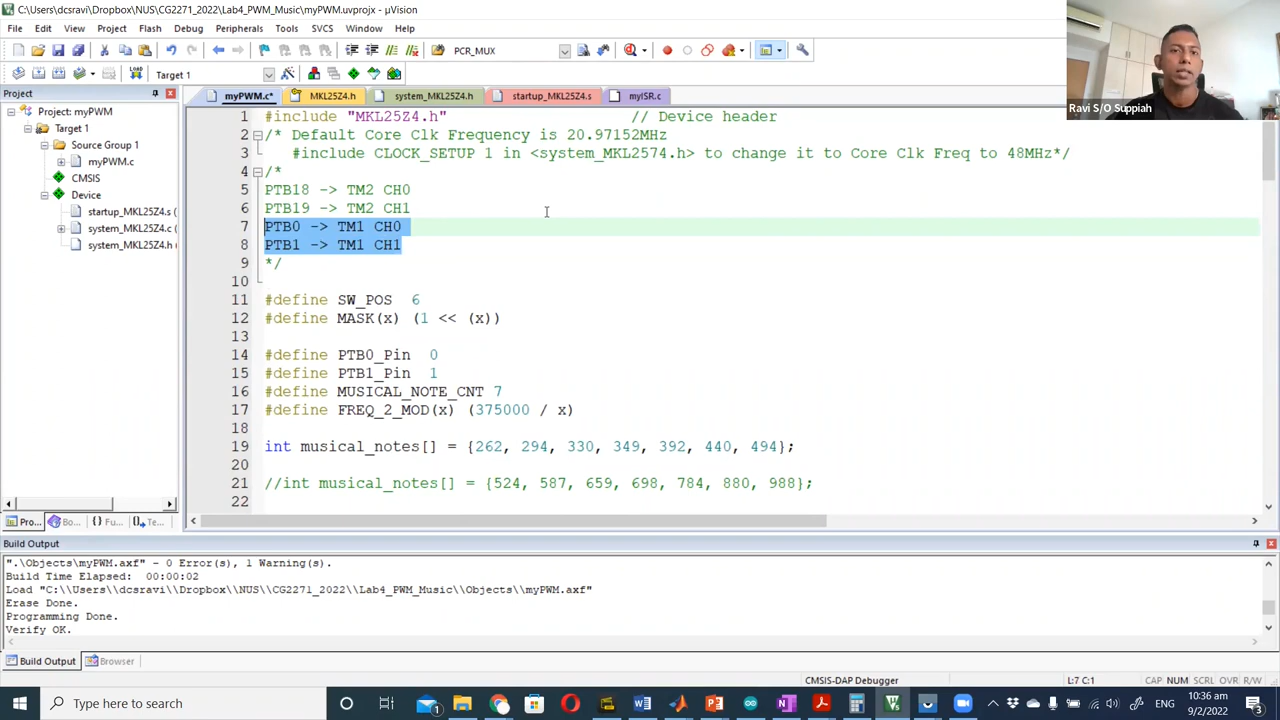 C:\Users\dcsravi\Dropbox\NUS\CG2271_2022\Lab4_PWM_Music\myPWM.uvprojx - µVision
File Edit View Project Flash Debug Peripherals Tools SVCS Window Help
PCR_MUX
LOAD Target 1
Ravi S/O Suppiah
Project
myPWM.c* MKL25Z4.h system_MKL25Z4.h startup_MKL25Z4.s myISR.c
Project: myPWM
Target 1
Source Group 1
myPWM.c
CMSIS
Device
startup_MKL25Z4.s (
system_MKL25Z4.c (
system_MKL25Z4.h (
1 #include "MKL25Z4.h" // Device header
2 /* Default Core Clk Frequency is 20.97152MHz
3 #include CLOCK_SETUP 1 in <system_MKL2574.h> to change it to Core Clk Freq to 48MHz*/
4 /*
5 PTB18 -> TM2 CH0
6 PTB19 -> TM2 CH1
7 PTB0 -> TM1 CH0
8 PTB1 -> TM1 CH1
9 */
10
11 #define SW_POS 6
12 #define MASK(x) (1 << (x))
13
14 #define PTB0_Pin 0
15 #define PTB1_Pin 1
16 #define MUSICAL_NOTE_CNT 7
17 #define FREQ_2_MOD(x) (375000 / x)
18
19 int musical_notes[] = {262, 294, 330, 349, 392, 440, 494};
20
21 //int musical_notes[] = {524, 587, 659, 698, 784, 880, 988};
22
Pro... Bo... {} Fu... Te...
Build Output
".\Objects\myPWM.axf" - 0 Error(s), 1 Warning(s).
Build Time Elapsed: 00:00:02
Load "C:\\Users\\dcsravi\\Dropbox\\NUS\\CG2271_2022\\Lab4_PWM_Music\\Objects\\myPWM.axf"
Erase Done.
Programming Done.
Verify OK.
Build Output Browser
CMSIS-DAP Debugger L:7 C:1 CAP NUM SCRL OVR R/W
Type here to search
ENG
10:36 am
9/2/2022
3